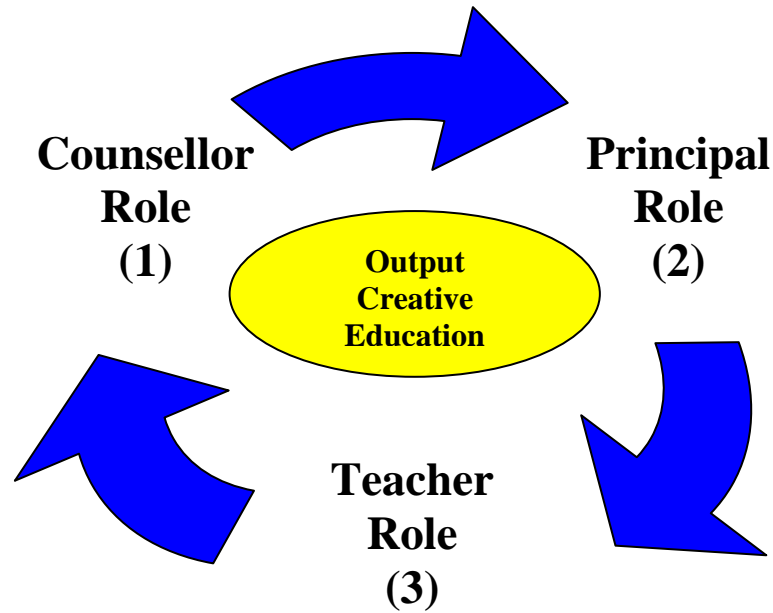 Counsellor
Role
(1)
Principal
Role
(2)
Output
Creative
Education
Teacher
Role
(3)